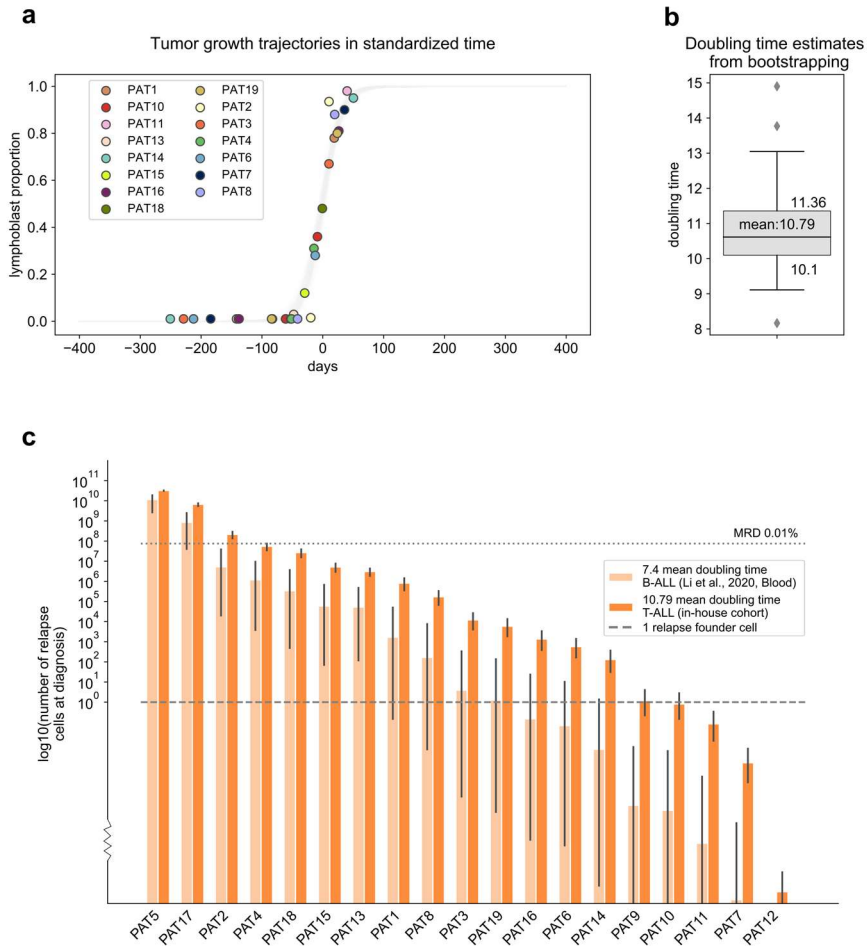 a
Tumor growth trajectories in standardized time
1.0
0.8
0.6
0.4
0.2
0.0
lymphoblast proportion
PAT1
PAT10
PAT11
PAT13
PAT14
PAT15
PAT16
PAT18
PAT19
PAT2
PAT3
PAT4
PAT6
PAT7
PAT8
−400
−300
−200
−100
0
100
200
300
400
days
b
Doubling time estimates
from bootstrapping
15
14
13
12
11
10
9
8
doubling time
11.36
mean:10.79
10.1
c
log10(number of relapse
cells at diagnosis)
10^11
10^10
10^9
10^8
10^7
10^6
10^5
10^4
10^3
10^2
10^1
10^0
MRD 0.01%
7.4 mean doubling time
B-ALL (Li et al., 2020, Blood)
10.79 mean doubling time
T-ALL (in-house cohort)
1 relapse founder cell
PAT5
PAT17
PAT2
PAT4
PAT18
PAT15
PAT13
PAT1
PAT8
PAT3
PAT19
PAT16
PAT6
PAT14
PAT9
PAT10
PAT11
PAT7
PAT12